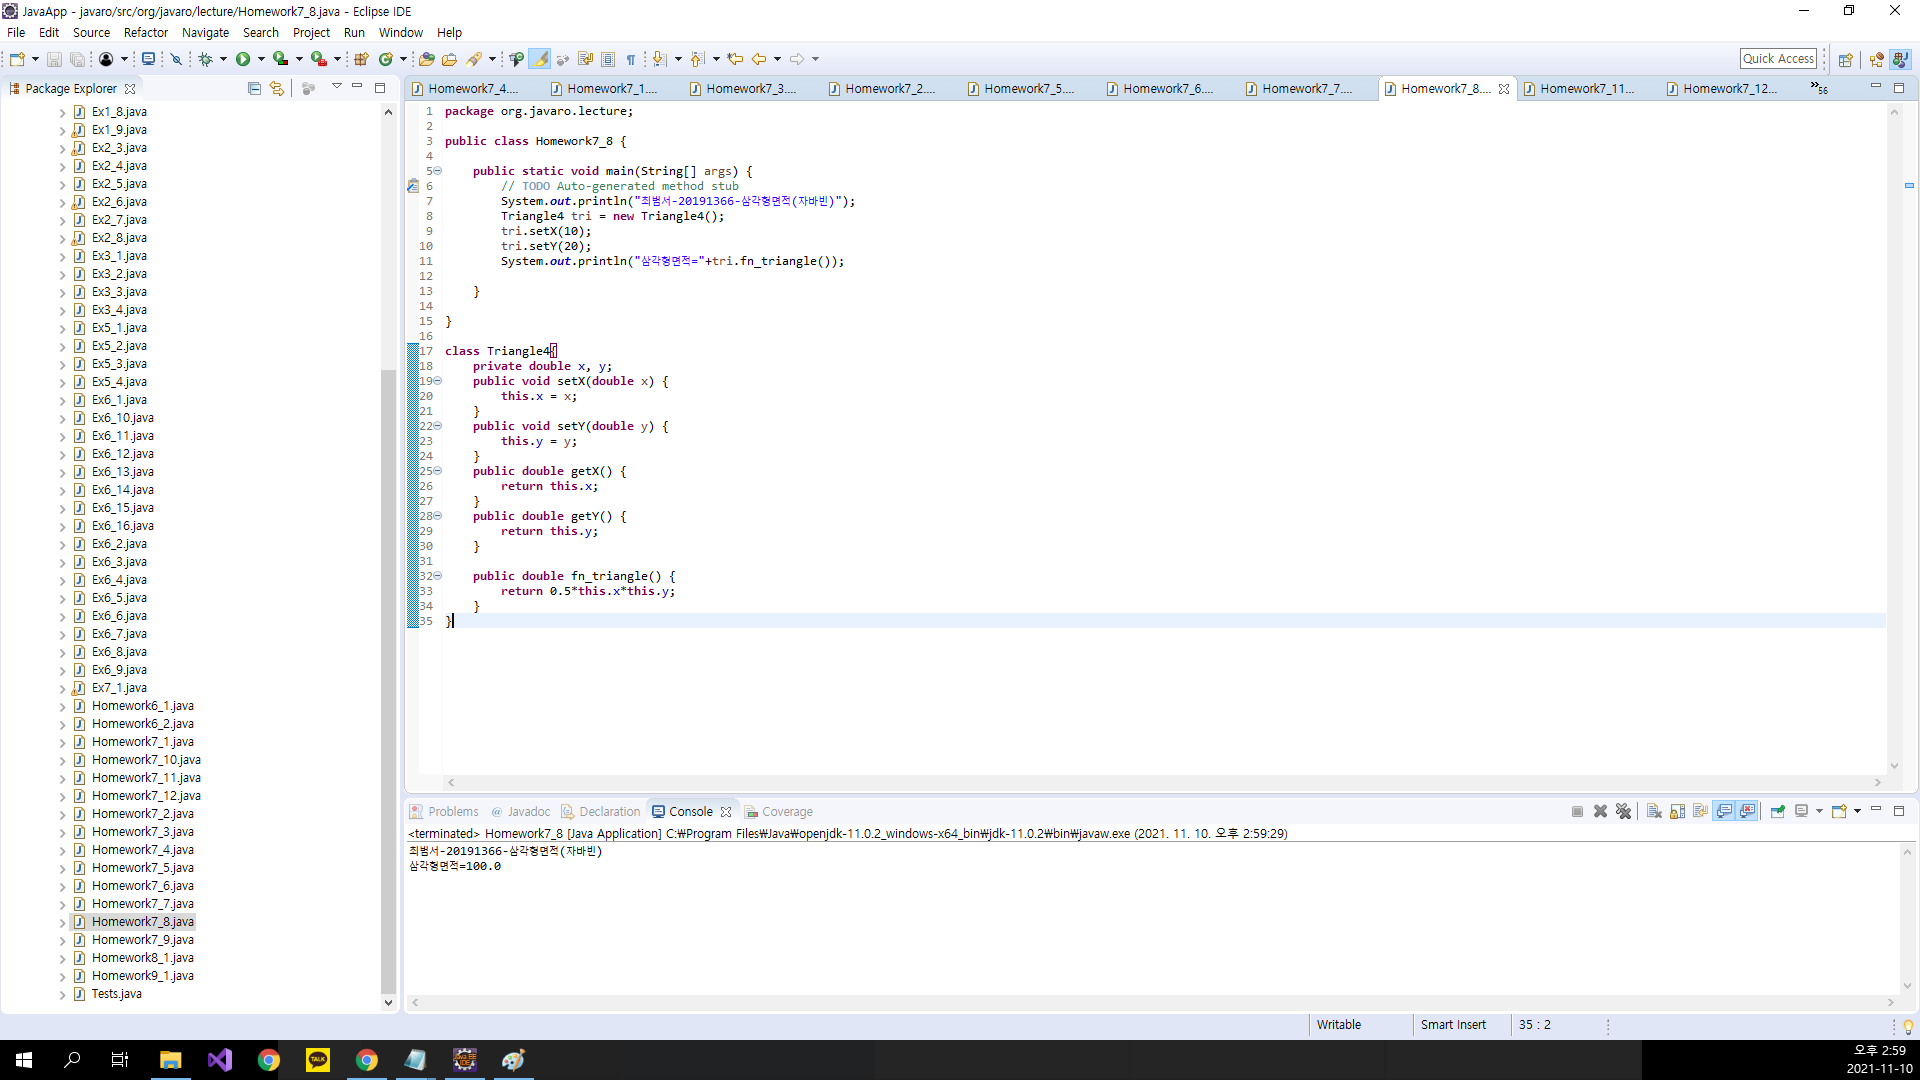 JavaApp - javaro/src/org/javaro/lecture/Homework7_8.java - Eclipse IDE
File Edit Source Refactor Navigate Search Project Run Window Help
Quick Access
Package Explorer
Ex1_8.java
Ex1_9.java
Ex2_3.java
Ex2_4.java
Ex2_5.java
Ex2_6.java
Ex2_7.java
Ex2_8.java
Ex3_1.java
Ex3_2.java
Ex3_3.java
Ex3_4.java
Ex5_1.java
Ex5_2.java
Ex5_3.java
Ex5_4.java
Ex6_1.java
Ex6_10.java
Ex6_11.java
Ex6_12.java
Ex6_13.java
Ex6_14.java
Ex6_15.java
Ex6_16.java
Ex6_2.java
Ex6_3.java
Ex6_4.java
Ex6_5.java
Ex6_6.java
Ex6_7.java
Ex6_8.java
Ex6_9.java
Ex7_1.java
Homework6_1.java
Homework6_2.java
Homework7_1.java
Homework7_10.java
Homework7_11.java
Homework7_12.java
Homework7_2.java
Homework7_3.java
Homework7_4.java
Homework7_5.java
Homework7_6.java
Homework7_7.java
Homework7_8.java
Homework7_9.java
Homework8_1.java
Homework9_1.java
Tests.java
Homework7_4.... Homework7_1.... Homework7_3.... Homework7_2.... Homework7_5.... Homework7_6.... Homework7_7.... Homework7_8.... Homework7_11... Homework7_12... »56
1 package org.javaro.lecture;
2
3 public class Homework7_8 {
4
5 public static void main(String[] args) {
6 // TODO Auto-generated method stub
7 System.out.println("최범서-20191366-삼각형면적(자바빈)");
8 Triangle4 tri = new Triangle4();
9 tri.setX(10);
10 tri.setY(20);
11 System.out.println("삼각형면적="+tri.fn_triangle());
12
13 }
14
15 }
16
17 class Triangle4{
18 private double x, y;
19 public void setX(double x) {
20 this.x = x;
21 }
22 public void setY(double y) {
23 this.y = y;
24 }
25 public double getX() {
26 return this.x;
27 }
28 public double getY() {
29 return this.y;
30 }
31
32 public double fn_triangle() {
33 return 0.5*this.x*this.y;
34 }
35 }
Problems Javadoc Declaration Console Coverage
<terminated> Homework7_8 [Java Application] C:₩Program Files₩Java₩openjdk-11.0.2_windows-x64_bin₩jdk-11.0.2₩bin₩javaw.exe (2021. 11. 10. 오후 2:59:29)
최범서-20191366-삼각형면적(자바빈)
삼각형면적=100.0
Writable Smart Insert 35 : 2
TALK
오후 2:59
2021-11-10